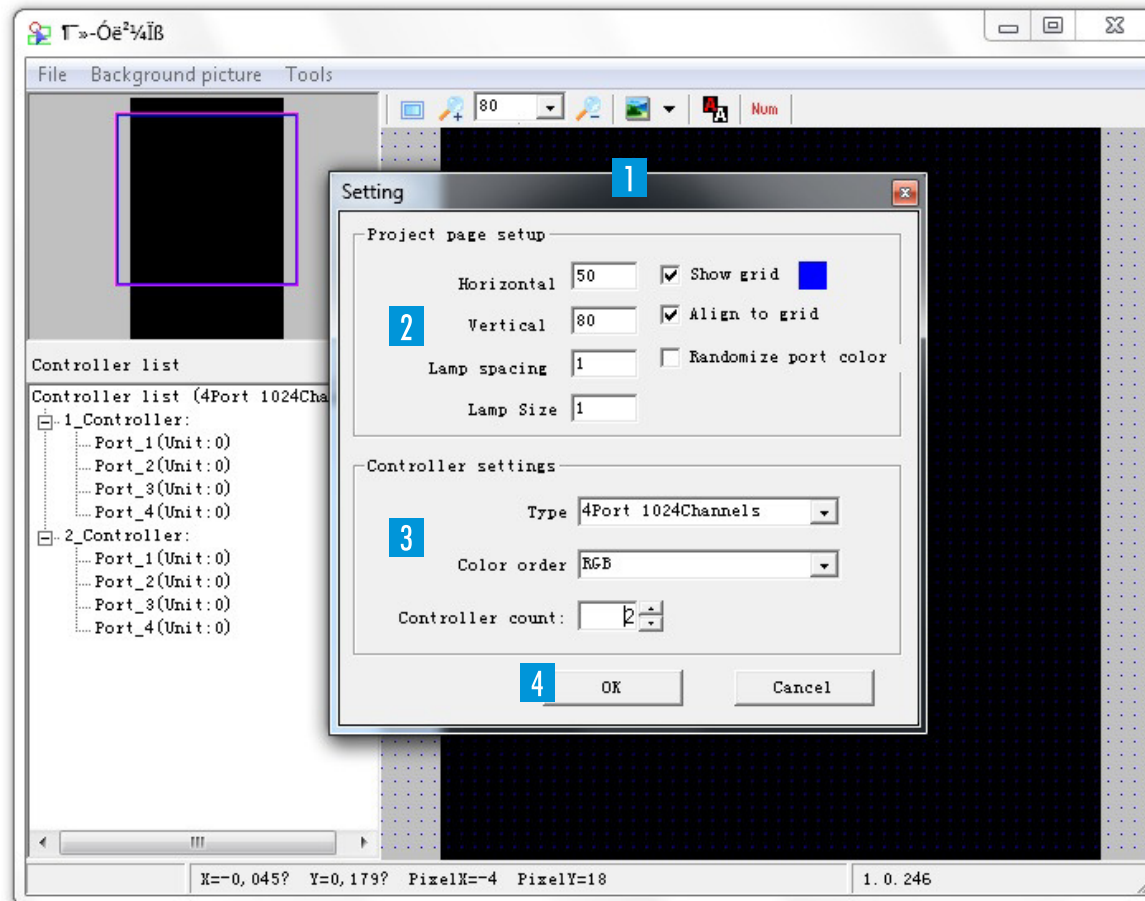 ¶¯»-Óë²¼Ïß
File Background picture Tools
80 Num
1
Setting
Project page setup
Horizontal 50 Show grid
2
Vertical 80 Align to grid
Lamp spacing 1 Randomize port color
Lamp Size 1
Controller list
Controller list (4Port 1024Cha
1_Controller:
Port_1(Unit:0)
Port_2(Unit:0)
Port_3(Unit:0)
Port_4(Unit:0)
2_Controller:
Port_1(Unit:0)
Port_2(Unit:0)
Port_3(Unit:0)
Port_4(Unit:0)
Controller settings
Type 4Port 1024Channels
3
Color order RGB
Controller count: 2
4 OK Cancel
X=-0,045? Y=0,179? PixelX=-4 PixelY=18 1.0.246